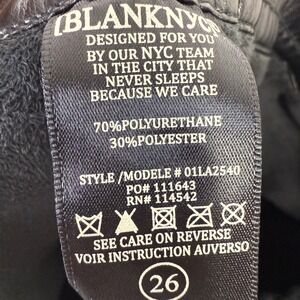 [BLANKNYC]
DESIGNED FOR YOU
BY OUR NYC TEAM
IN THE CITY THAT
NEVER SLEEPS
BECAUSE WE CARE
70%POLYURETHANE
30%POLYESTER
STYLE /MODELE # 01LA2540
PO# 111643
RN# 114542
SEE CARE ON REVERSE
VOIR INSTRUCTION AUVERSO
26